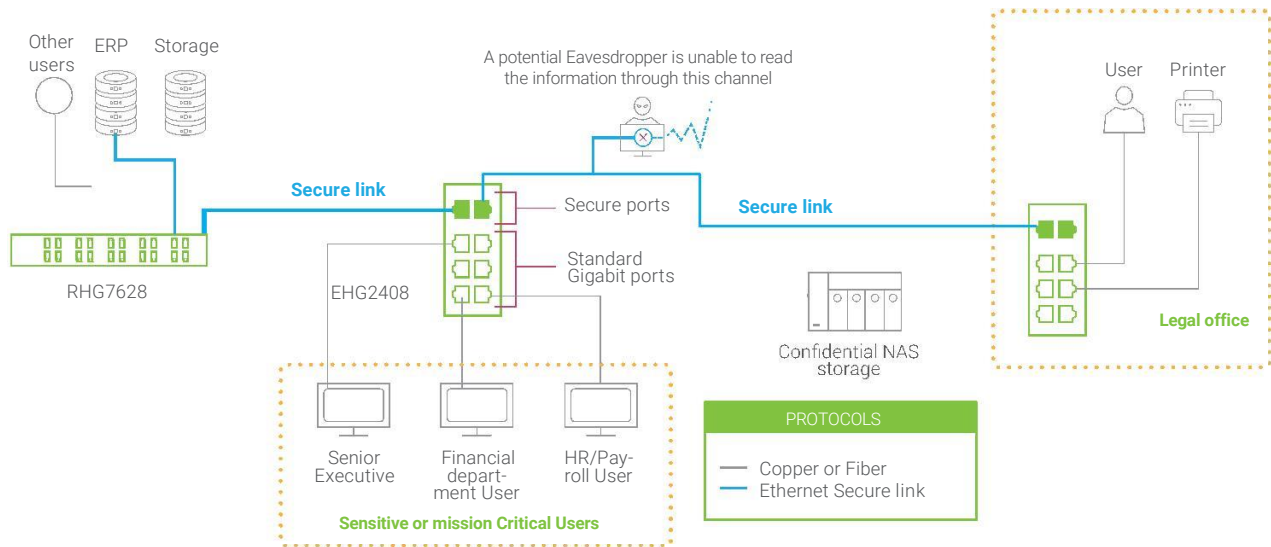 Other
users
ERP
Storage
A potential Eavesdropper is unable to read
the information through this channel
User
Printer
Secure link
Secure ports
Secure link
Standard
Gigabit ports
RHG7628
EHG2408
Legal office
Confidential NAS
storage
PROTOCOLS
Copper or Fiber
Ethernet Secure link
Senior
Executive
Financial
depart-
ment User
HR/Pay-
roll User
Sensitive or mission Critical Users